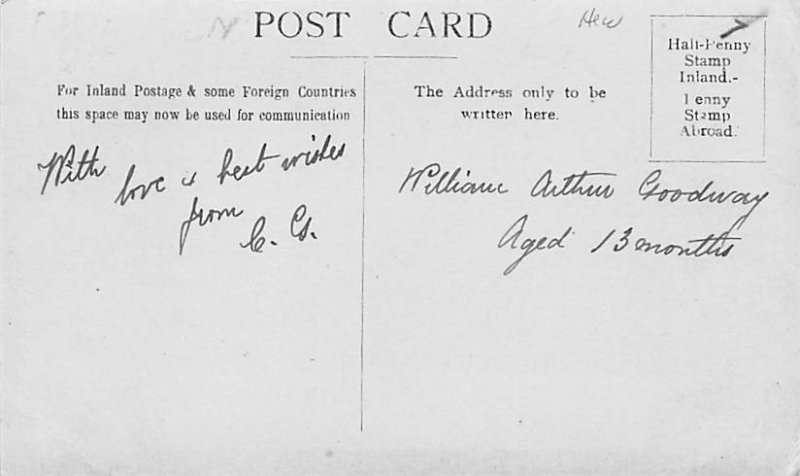 POST CARD
Half-Penny
Stamp
Inland.-
1 enny
Stamp
Abroad.
For Inland Postage & some Foreign Countries
this space may now be used for communication
The Address only to be
written here.
With love & best wishes
from
C. G.
William Arthur Goodway
Aged 13 months